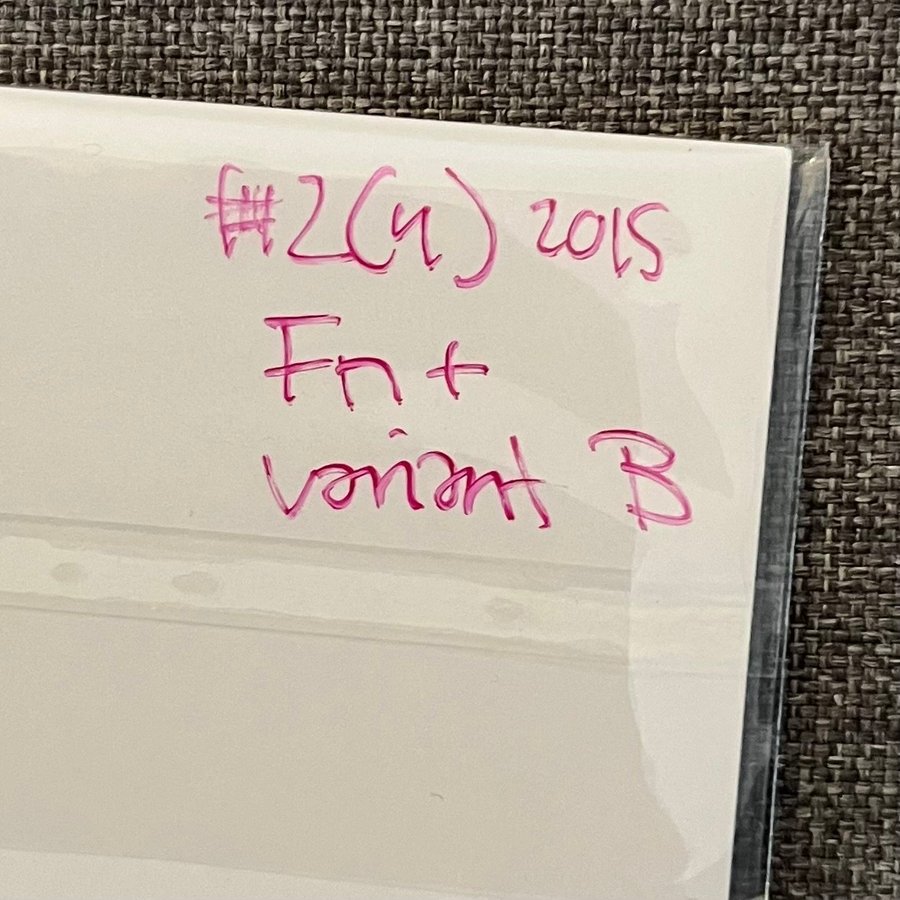 #2(4) 2015
Fn+
variant B